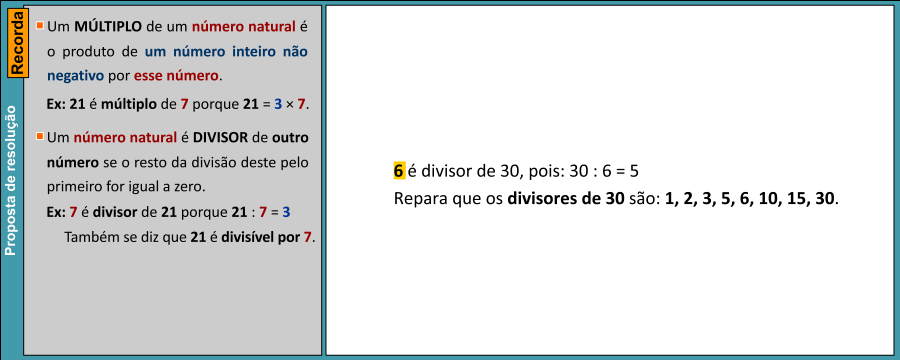 Recorda
Proposta de resolução
Um MÚLTIPLO de um número natural é
o produto de um número inteiro não
negativo por esse número.
Ex: 21 é múltiplo de 7 porque 21 = 3 × 7.
Um número natural é DIVISOR de outro
número se o resto da divisão deste pelo
primeiro for igual a zero.
Ex: 7 é divisor de 21 porque 21 : 7 = 3
Também se diz que 21 é divisível por 7.
6 é divisor de 30, pois: 30 : 6 = 5
Repara que os divisores de 30 são: 1, 2, 3, 5, 6, 10, 15, 30.